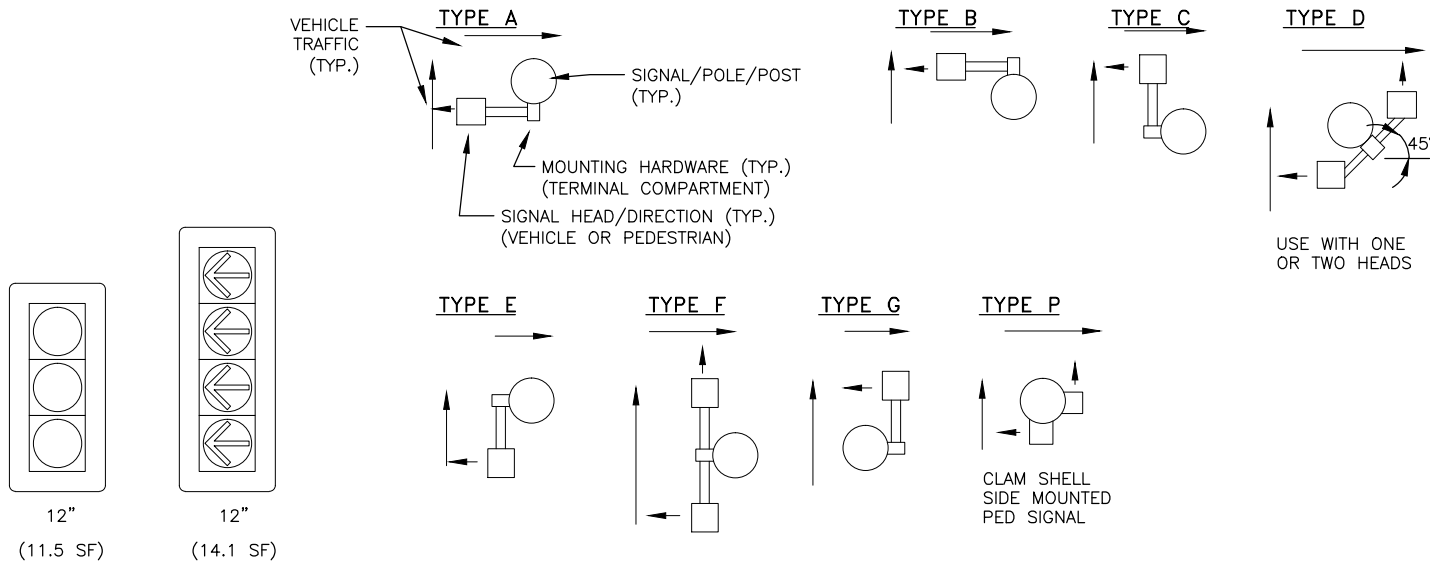 TYPE A
TYPE B
TYPE C
TYPE D
VEHICLE
TRAFFIC
(TYP.)
SIGNAL/POLE/POST
(TYP.)
MOUNTING HARDWARE (TYP.)
(TERMINAL COMPARTMENT)
SIGNAL HEAD/DIRECTION (TYP.)
(VEHICLE OR PEDESTRIAN)
45°
USE WITH ONE
OR TWO HEADS
TYPE E
TYPE F
TYPE G
TYPE P
CLAM SHELL
SIDE MOUNTED
PED SIGNAL
12"
(11.5 SF)
12"
(14.1 SF)